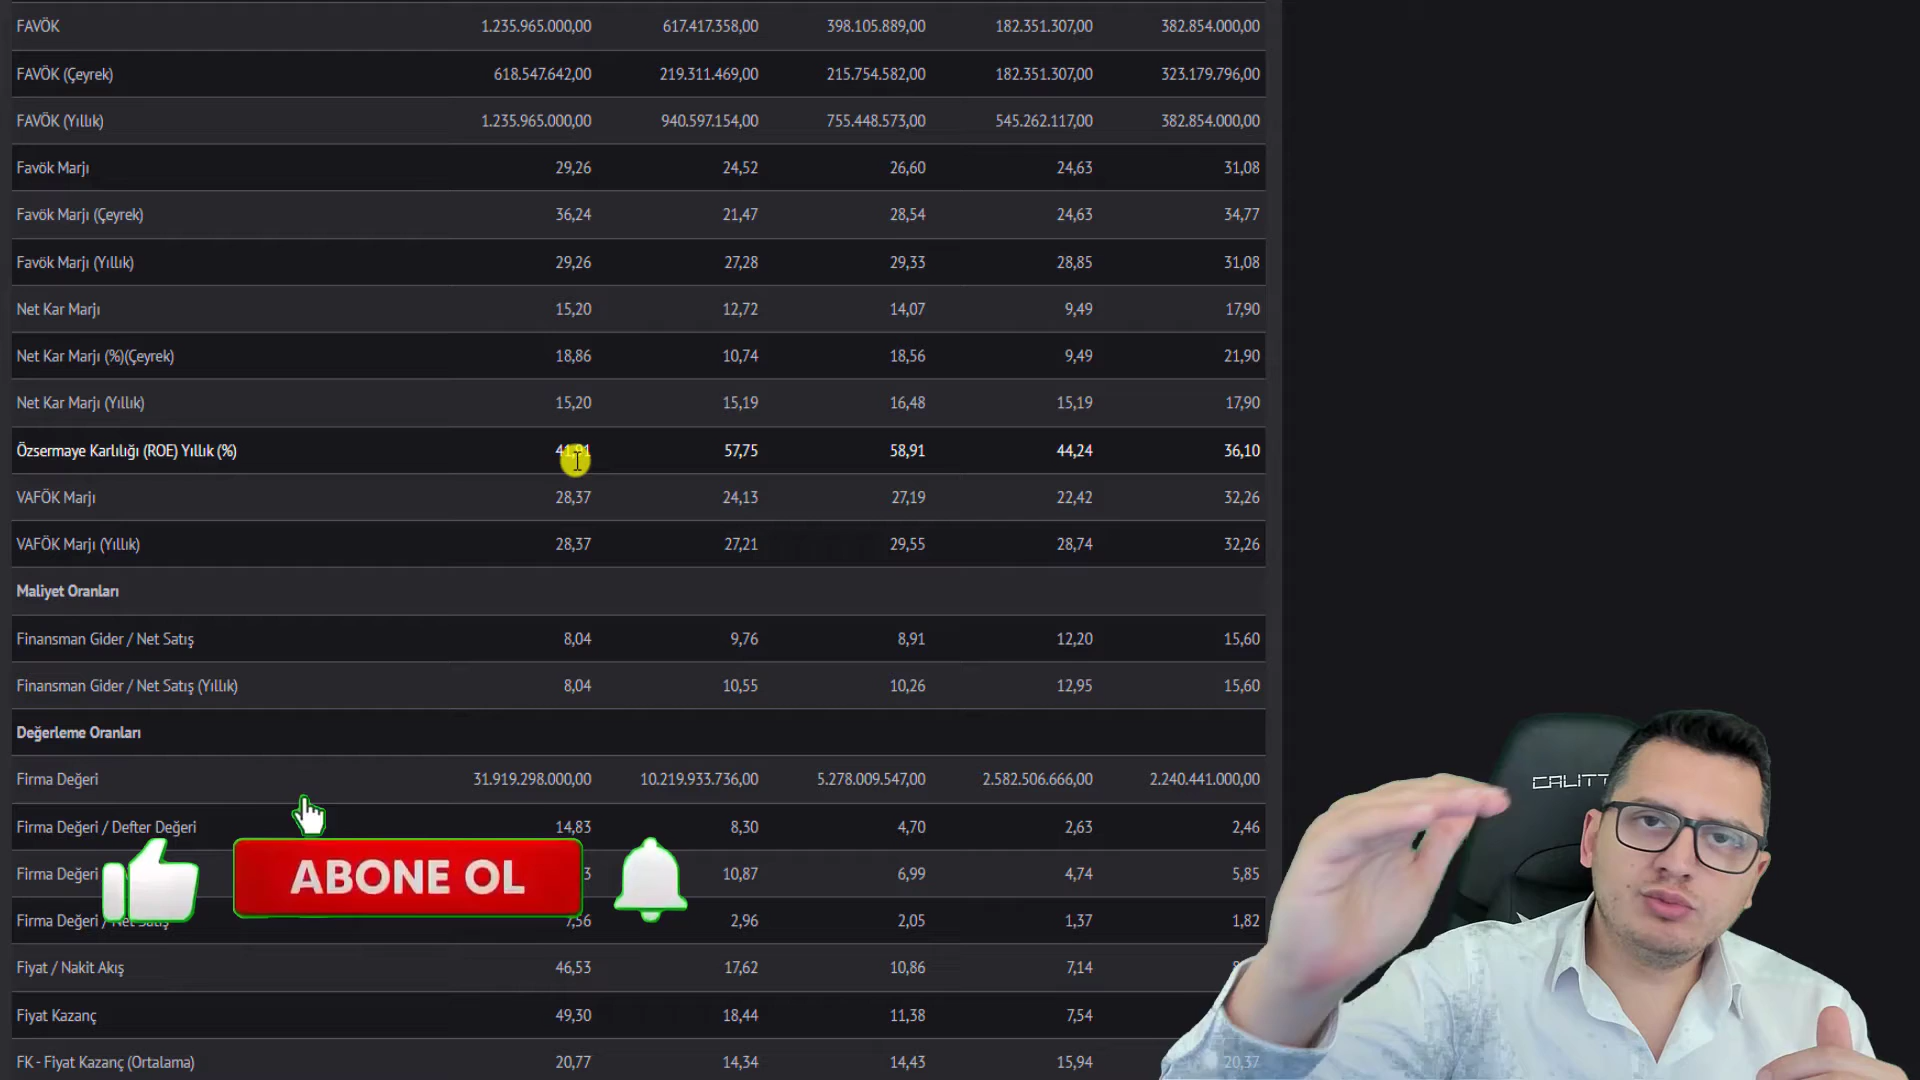 FAVÖK 1.235.965.000,00 617.417.358,00 398.105.889,00 182.351.307,00 382.854.000,00
FAVÖK (Çeyrek) 618.547.642,00 219.311.469,00 215.754.582,00 182.351.307,00 323.179.796,00
FAVÖK (Yıllık) 1.235.965.000,00 940.597.154,00 755.448.573,00 545.262.117,00 382.854.000,00
Favök Marjı 29,26 24,52 26,60 24,63 31,08
Favök Marjı (Çeyrek) 36,24 21,47 28,54 24,63 34,77
Favök Marjı (Yıllık) 29,26 27,28 29,33 28,85 31,08
Net Kar Marjı 15,20 12,72 14,07 9,49 17,90
Net Kar Marjı (%)(Çeyrek) 18,86 10,74 18,56 9,49 21,90
Net Kar Marjı (Yıllık) 15,20 15,19 16,48 15,19 17,90
Özsermaye Karlılığı (ROE) Yıllık (%) 41,91 57,75 58,91 44,24 36,10
VAFÖK Marjı 28,37 24,13 27,19 22,42 32,26
VAFÖK Marjı (Yıllık) 28,37 27,21 29,55 28,74 32,26
Maliyet Oranları
Finansman Gider / Net Satış 8,04 9,76 8,91 12,20 15,60
Finansman Gider / Net Satış (Yıllık) 8,04 10,55 10,26 12,95 15,60
Değerleme Oranları
Firma Değeri 31.919.298.000,00 10.219.933.736,00 5.278.009.547,00 2.582.506.666,00 2.240.441.000,00
Firma Değeri / Defter Değeri 14,83 8,30 4,70 2,63 2,46
Firma Değeri 10,87 6,99 4,74 5,85
Firma Değeri / Net Satış 7,56 2,96 2,05 1,37 1,82
Fiyat / Nakit Akış 46,53 17,62 10,86 7,14
Fiyat Kazanç 49,30 18,44 11,38 7,54
FK - Fiyat Kazanç (Ortalama) 20,77 14,34 14,43 15,94 20,37
ABONE OL